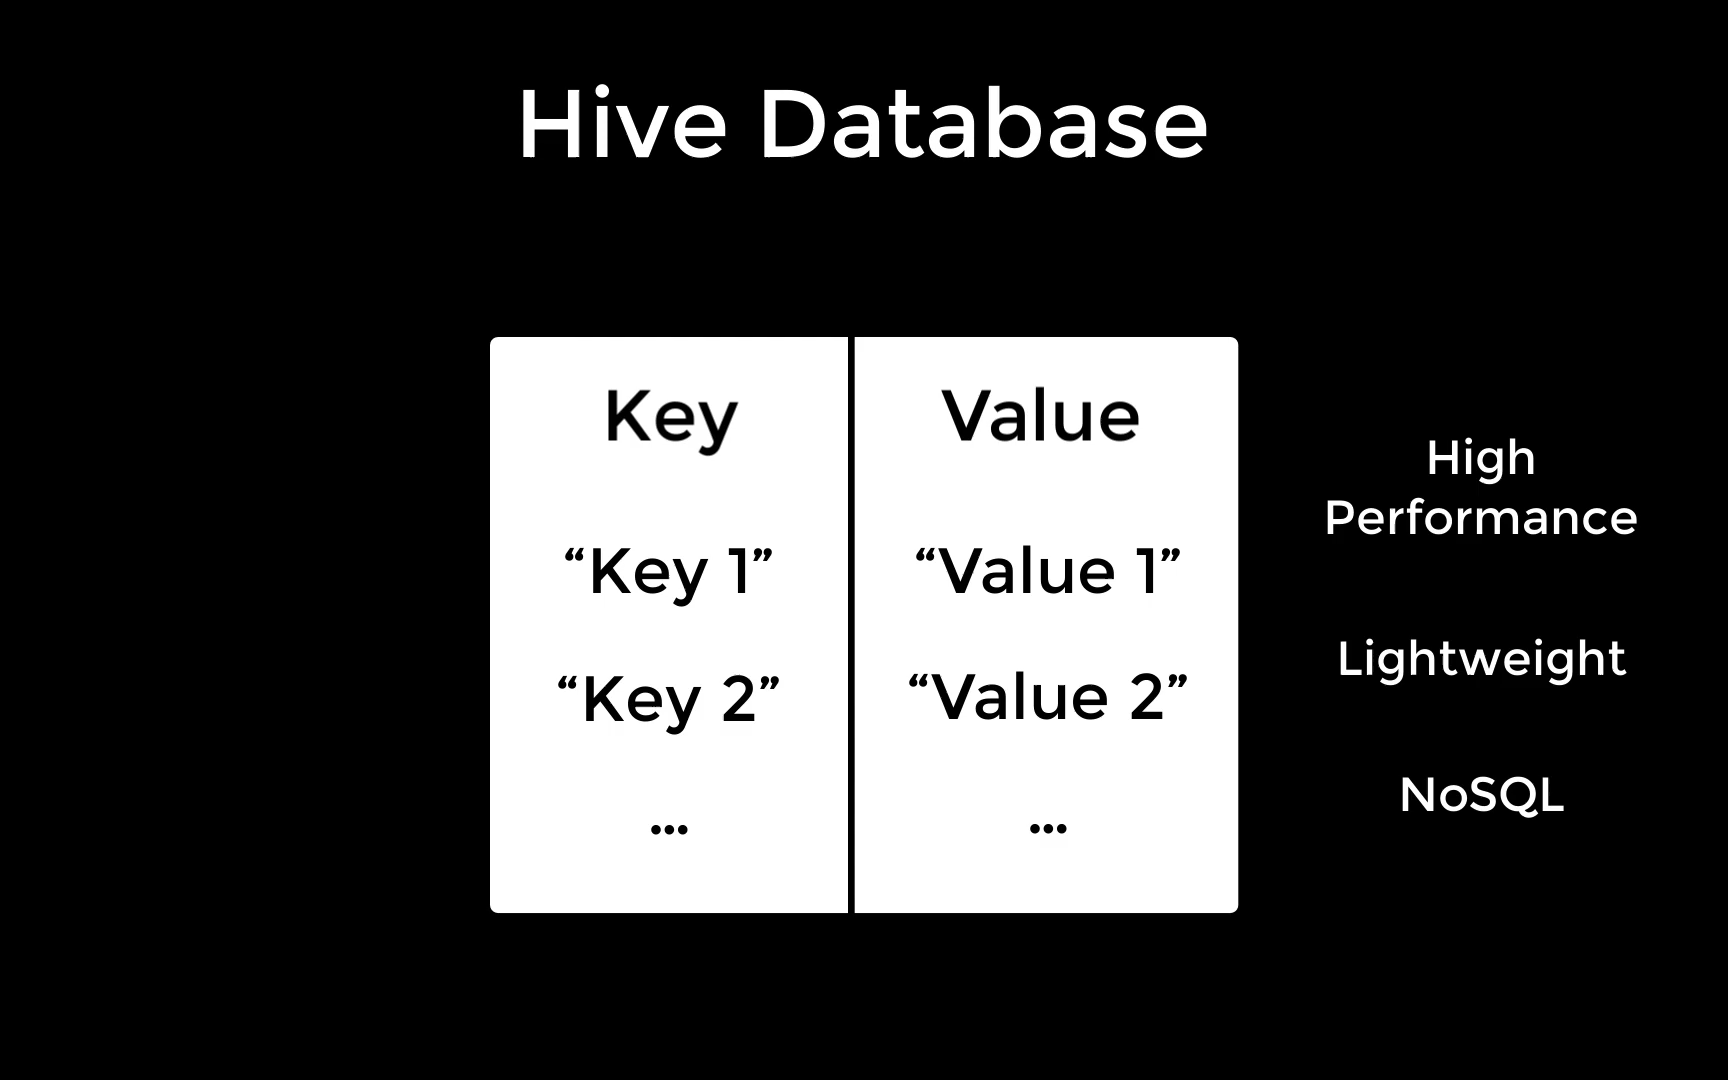 Hive Database
Key Value
“Key 1” “Value 1”
“Key 2” “Value 2”
... ...
High
Performance
Lightweight
NoSQL